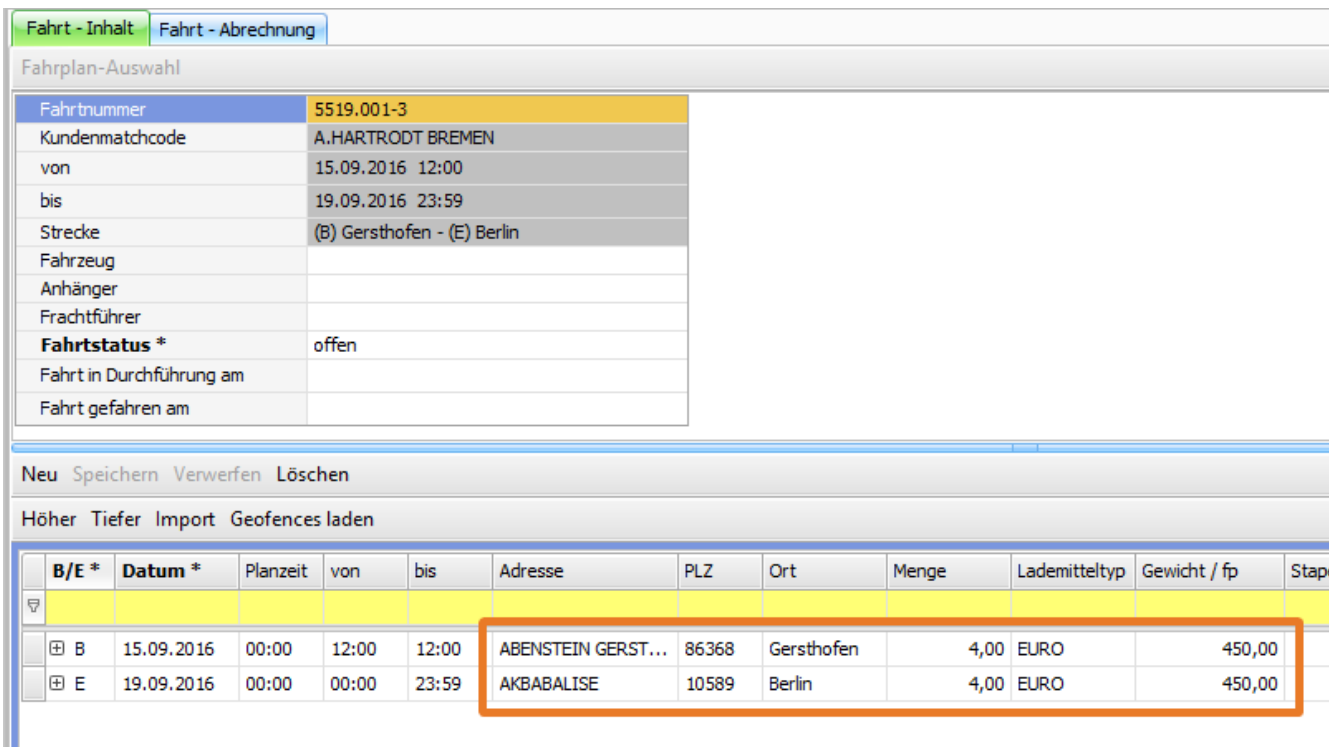 Fahrt - Inhalt Fahrt - Abrechnung
Fahrplan-Auswahl
Fahrtnummer 5519.001-3
Kundenmatchcode A.HARTRODT BREMEN
von 15.09.2016 12:00
bis 19.09.2016 23:59
Strecke (B) Gersthofen - (E) Berlin
Fahrzeug
Anhänger
Frachtführer
Fahrtstatus * offen
Fahrt in Durchführung am
Fahrt gefahren am
Neu Speichern Verwerfen Löschen
Höher Tiefer Import Geofences laden
B/E * Datum * Planzeit von bis Adresse PLZ Ort Menge Lademitteltyp Gewicht / fp Stap
B 15.09.2016 00:00 12:00 12:00 ABENSTEIN GERST... 86368 Gersthofen 4,00 EURO 450,00
E 19.09.2016 00:00 00:00 23:59 AKBABALISE 10589 Berlin 4,00 EURO 450,00